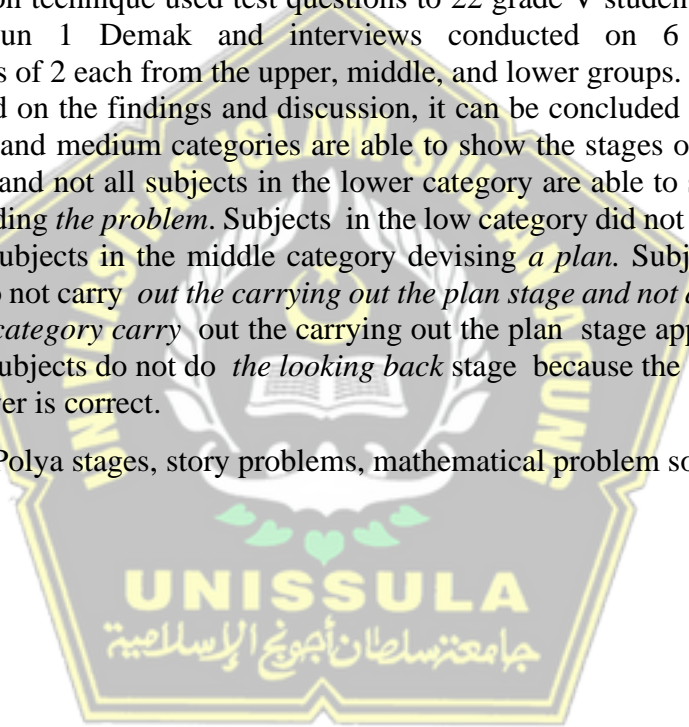 on technique used test questions to 22 grade V studen
un 1 Demak and interviews conducted on 6
s of 2 each from the upper, middle, and lower groups.
d on the findings and discussion, it can be concluded
and medium categories are able to show the stages o
and not all subjects in the lower category are able to s
ding the problem. Subjects in the low category did not
ubjects in the middle category devising a plan. Subj
o not carry out the carrying out the plan stage and not a
category carry out the carrying out the plan stage app
ubjects do not do the looking back stage because the
er is correct.
Polya stages, story problems, mathematical problem so
UNIVERSITAS ISLAM SULTAN AGUNG
UNISSULA
جامعتسلطان أجونج الإسلامية